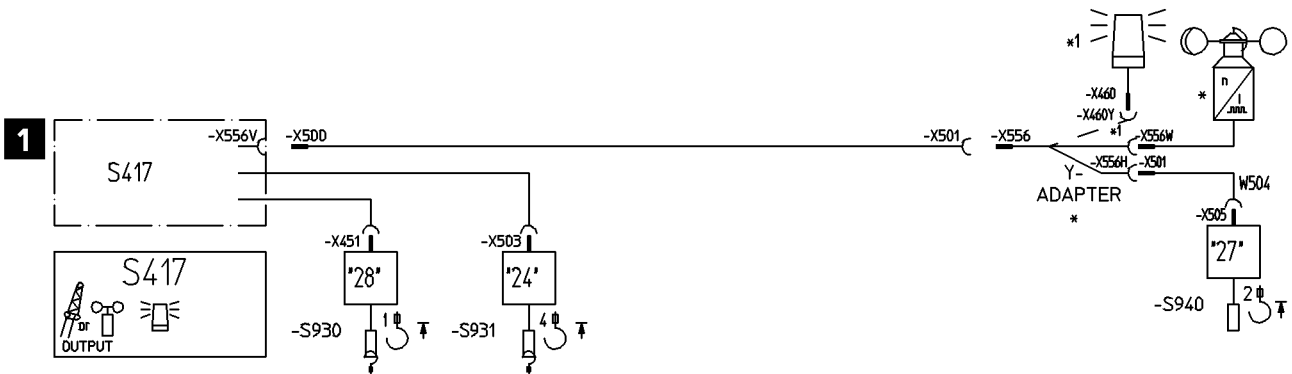 *1
-X460
n
*
-X460Y
1
-X556V
-X500
-X501
-X556
*1
-X556W
S417
-X556H
-X501
Y-
ADAPTER
*
W504
-X451
-X503
-X505
S417
"28"
"24"
"27"
OUTPUT
-S930
1
-S931
4
-S940
2